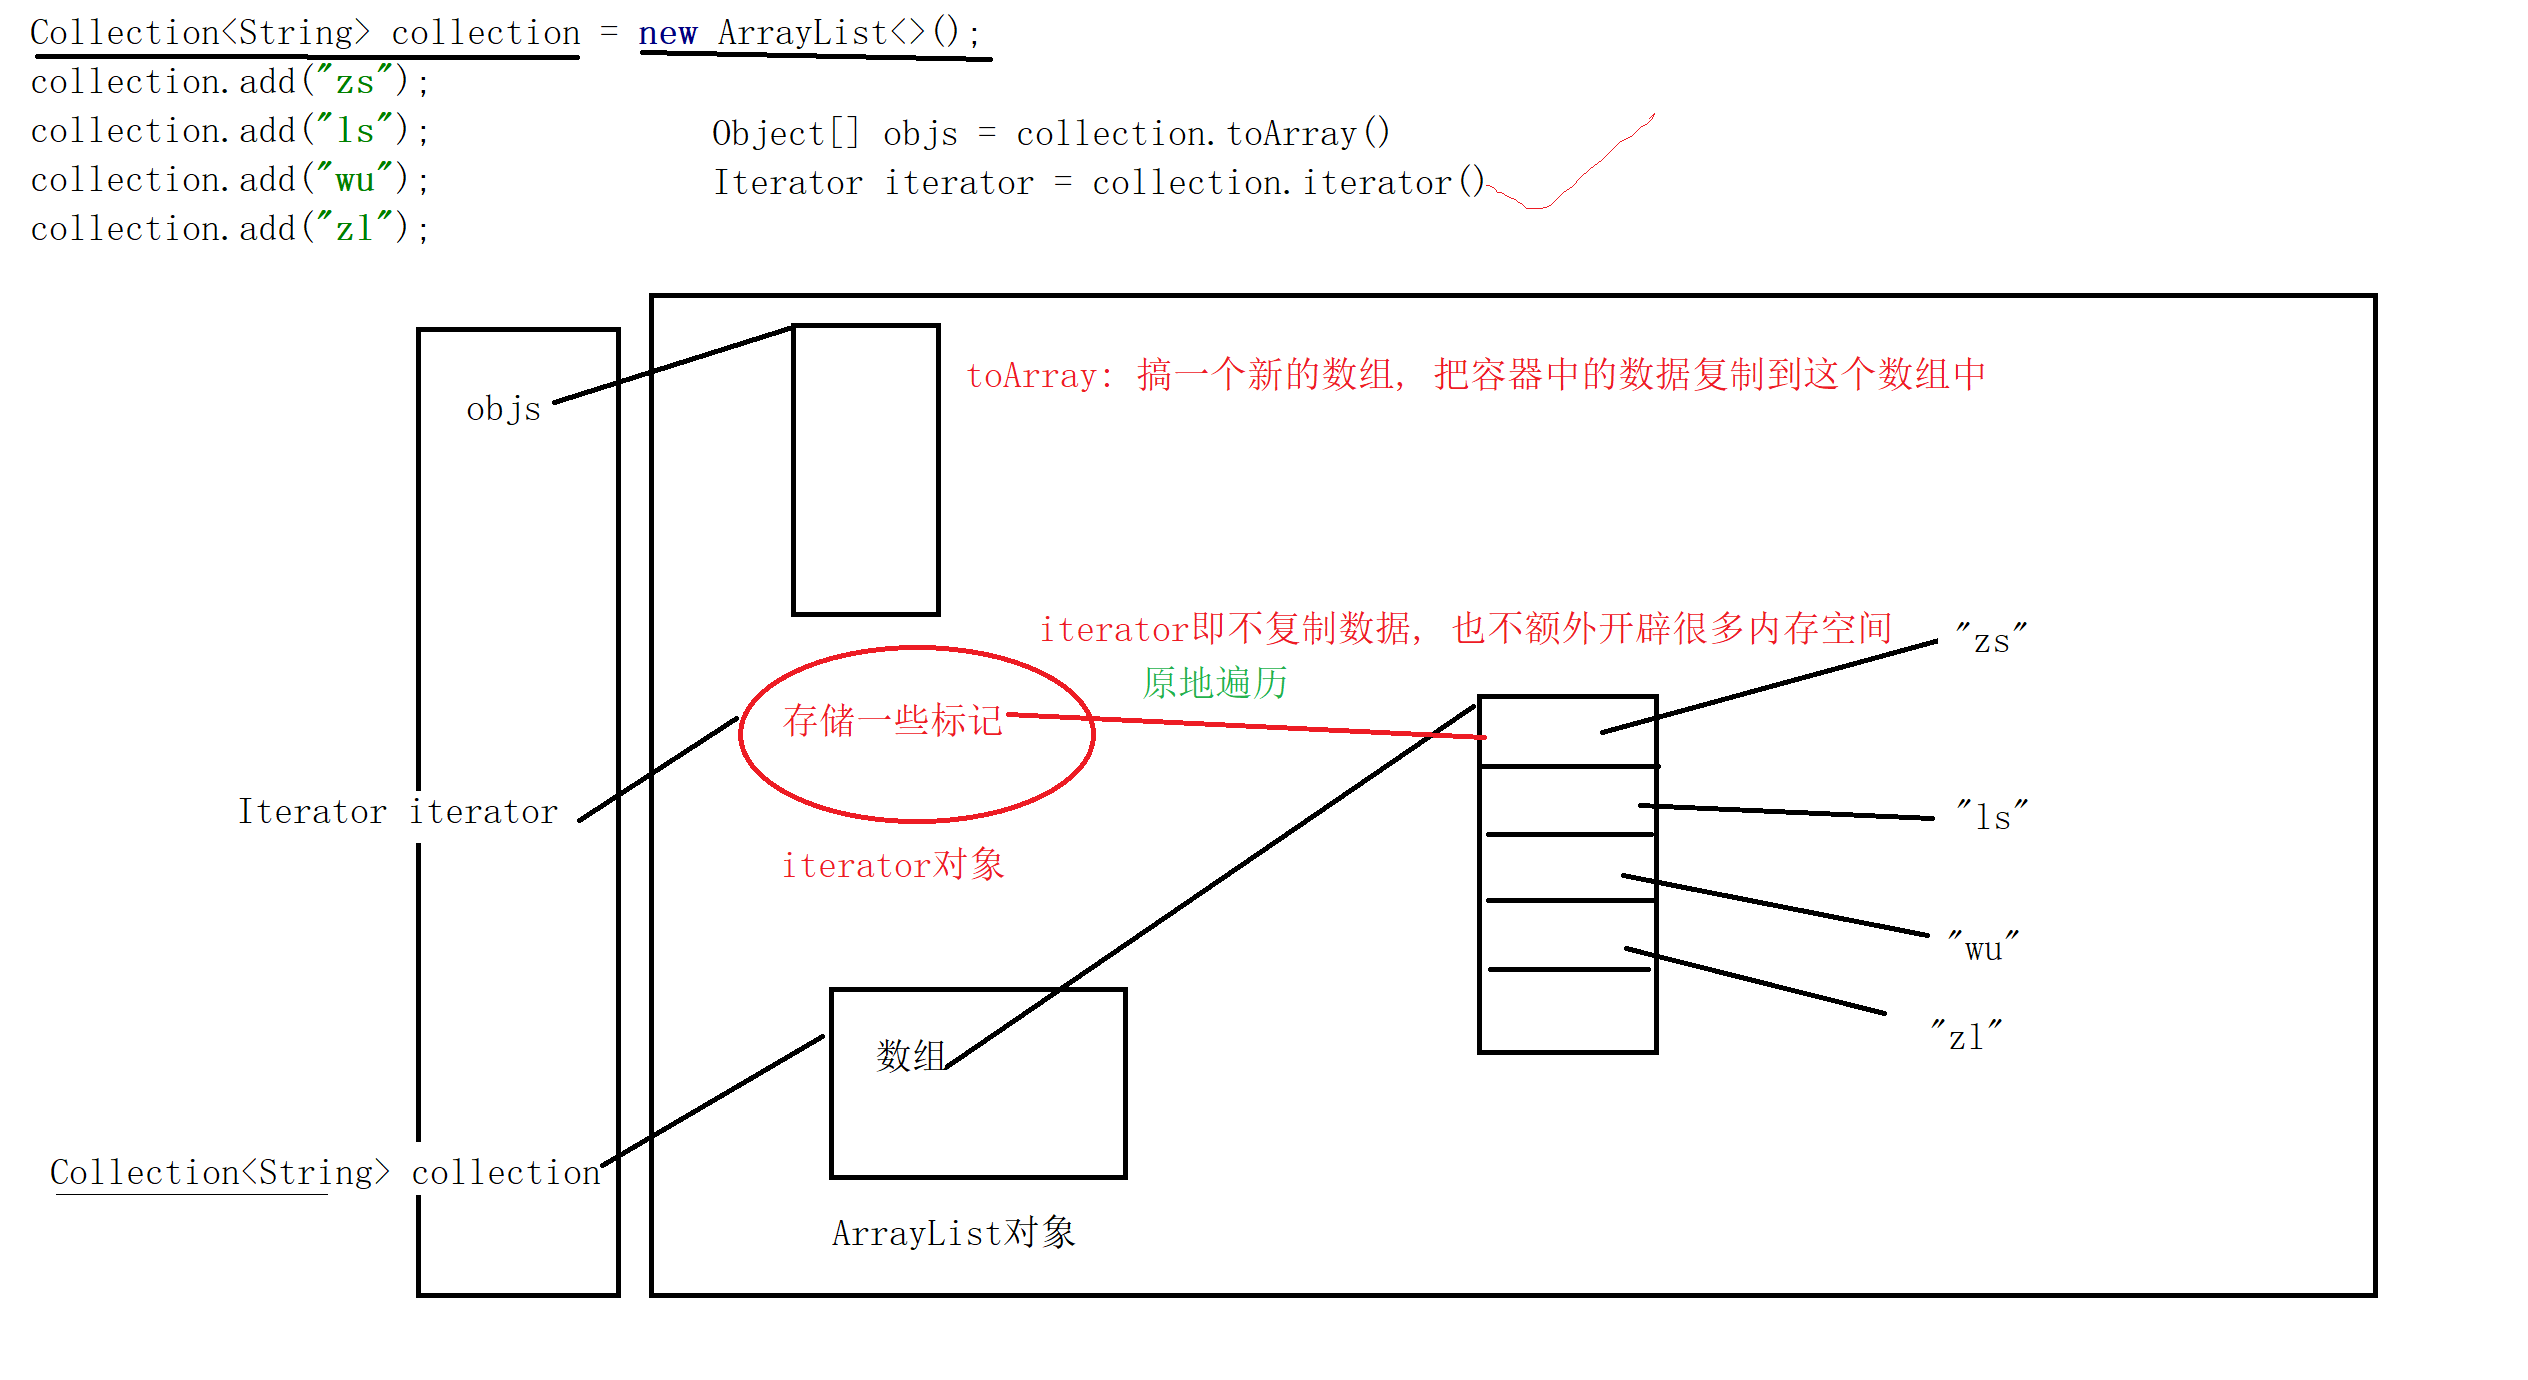 Collection<String> collection = new ArrayList<>();
collection.add("zs");
collection.add("ls");
collection.add("wu");
collection.add("zl");
Object[] objs = collection.toArray()
Iterator iterator = collection.iterator()
objs
toArray: 搞一个新的数组, 把容器中的数据复制到这个数组中
iterator即不复制数据, 也不额外开辟很多内存空间
原地遍历
存储一些标记
"zs"
Iterator iterator
"ls"
iterator对象
"wu"
数组
"zl"
Collection<String> collection
ArrayList对象